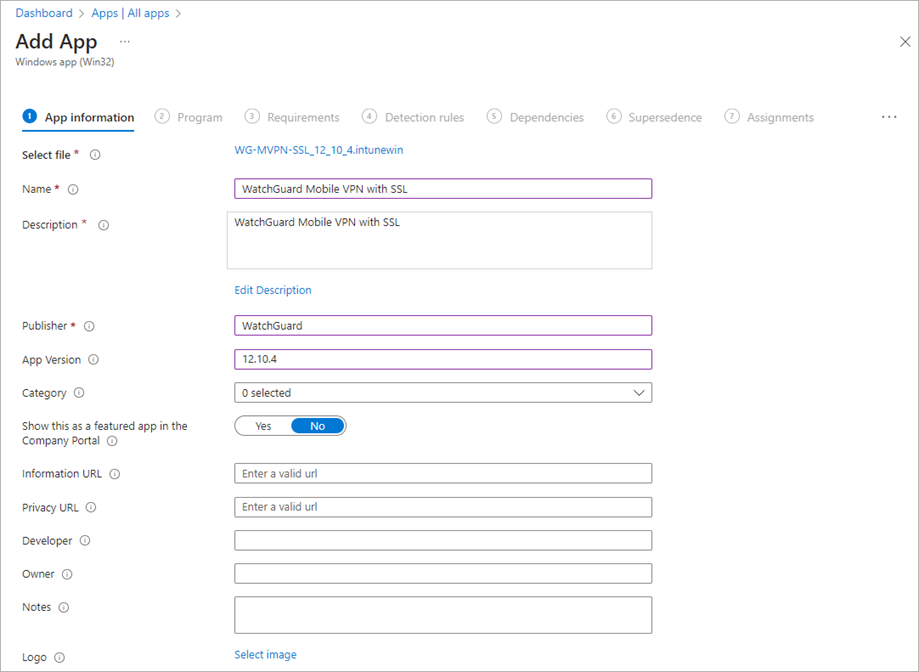 Dashboard > Apps | All apps >
Add App ...
Windows app (Win32)
1 App information 2 Program 3 Requirements 4 Detection rules 5 Dependencies 6 Supersedence 7 Assignments ...
Select file * WG-MVPN-SSL_12_10_4.intunewin
Name * WatchGuard Mobile VPN with SSL
Description * WatchGuard Mobile VPN with SSL
Edit Description
Publisher * WatchGuard
App Version 12.10.4
Category 0 selected
Show this as a featured app in the
Company Portal
Yes No
Information URL Enter a valid url
Privacy URL Enter a valid url
Developer
Owner
Notes
Logo Select image